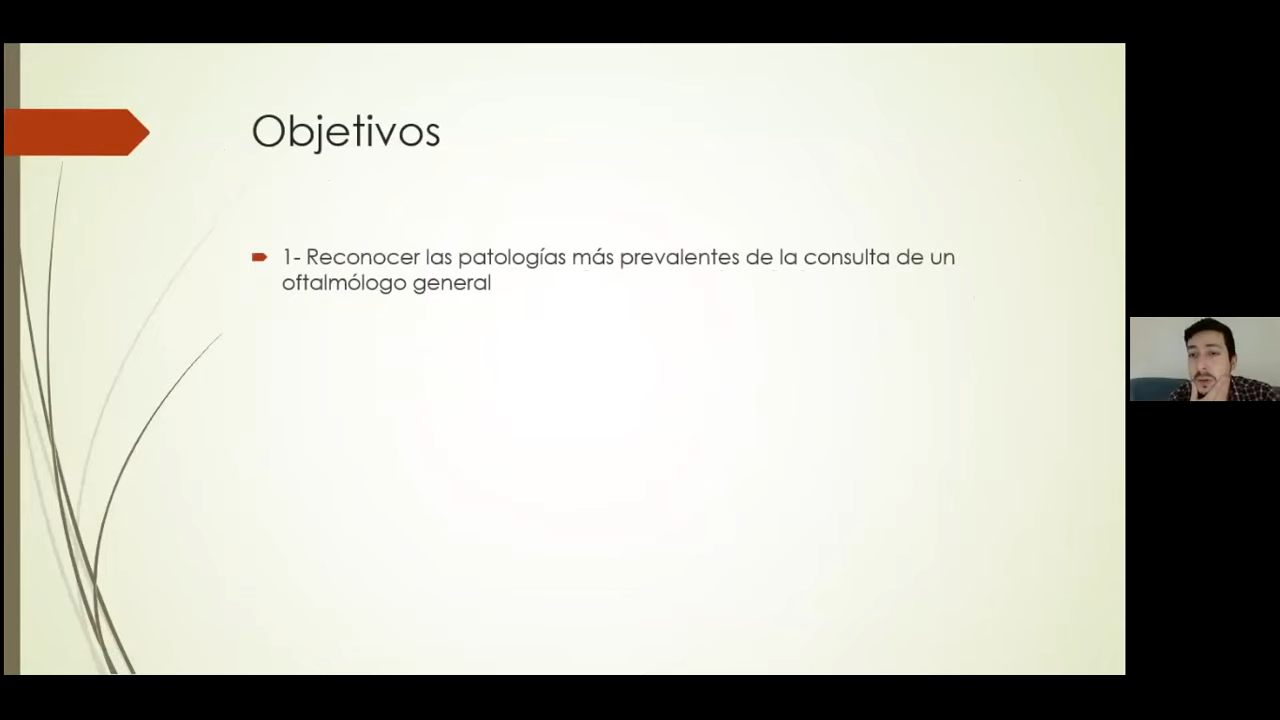 Objetivos
1- Reconocer las patologías más prevalentes de la consulta de un
oftalmólogo general